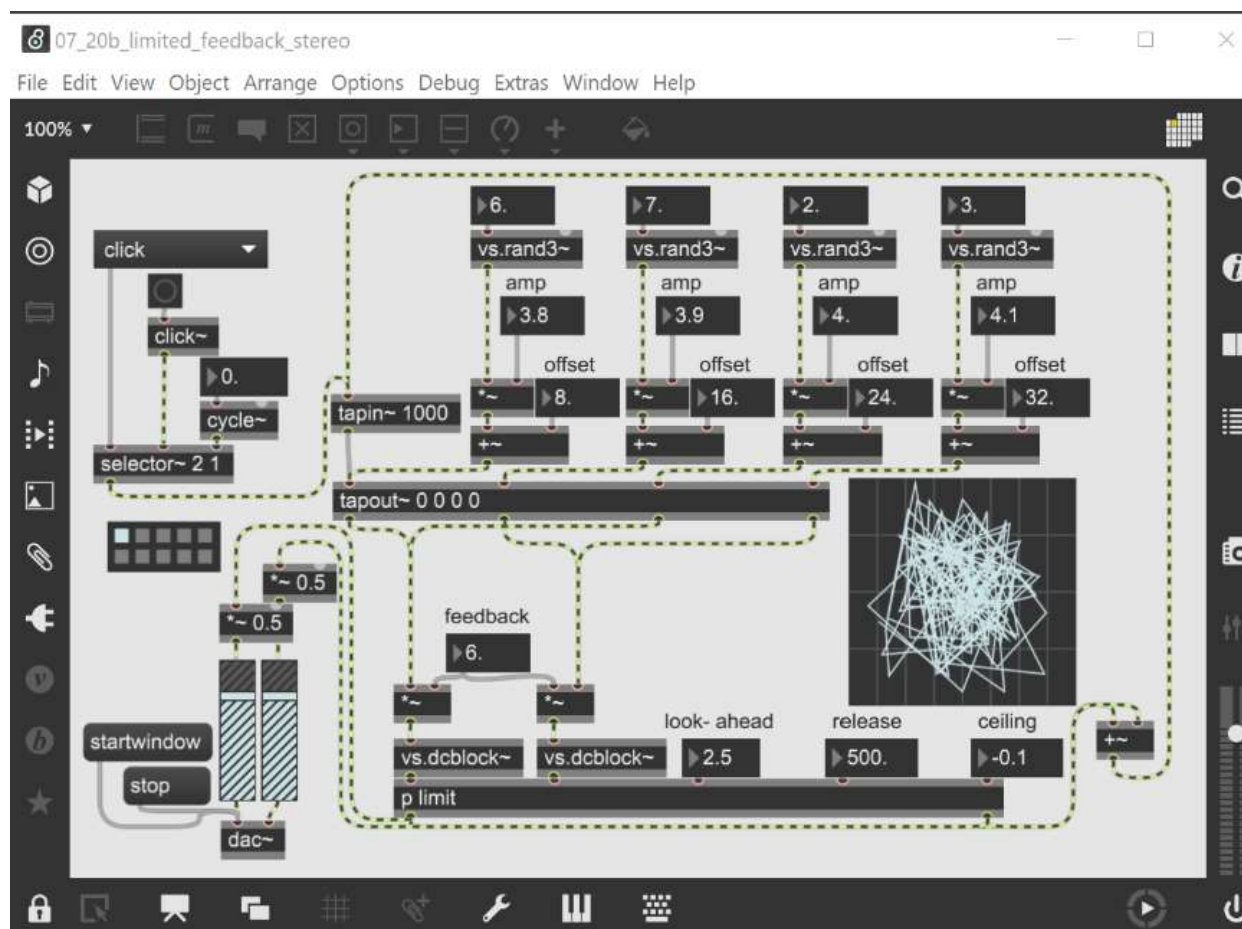 07_20b_limited_feedback_stereo
File Edit View Object Arrange Options Debug Extras Window Help
100%
6. 7. 2. 3.
click
vs.rand3~ vs.rand3~ vs.rand3~ vs.rand3~
amp amp amp amp
3.8 3.9 4. 4.1
click~
offset offset offset offset
0.
*~ 8. *~ 16. *~ 24. *~ 32.
tapin~ 1000
cycle~
+~ +~ +~ +~
selector~ 2 1
tapout~ 0 0 0 0
*~ 0.5
*~ 0.5
feedback
6.
*~ *~
look- ahead release ceiling
+~
startwindow
vs.dcblock~ vs.dcblock~ 2.5 500. -0.1
stop
p limit
dac~